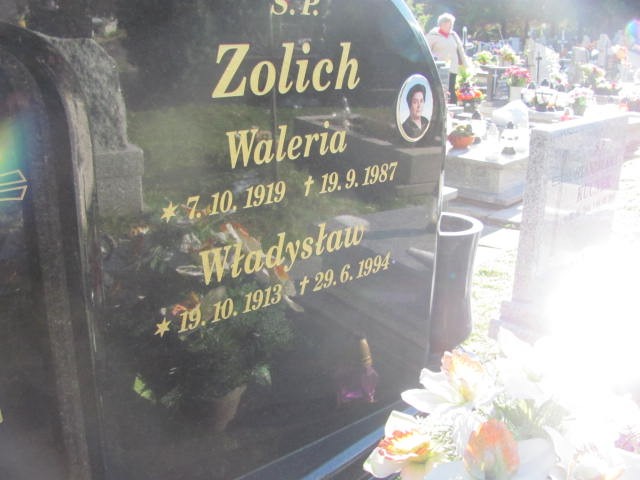 Ś. P.
Zolich
Waleria
✶ 7. 10. 1919 † 19. 9. 1987
Władysław
✶ 19. 10. 1913 † 29. 6. 1994